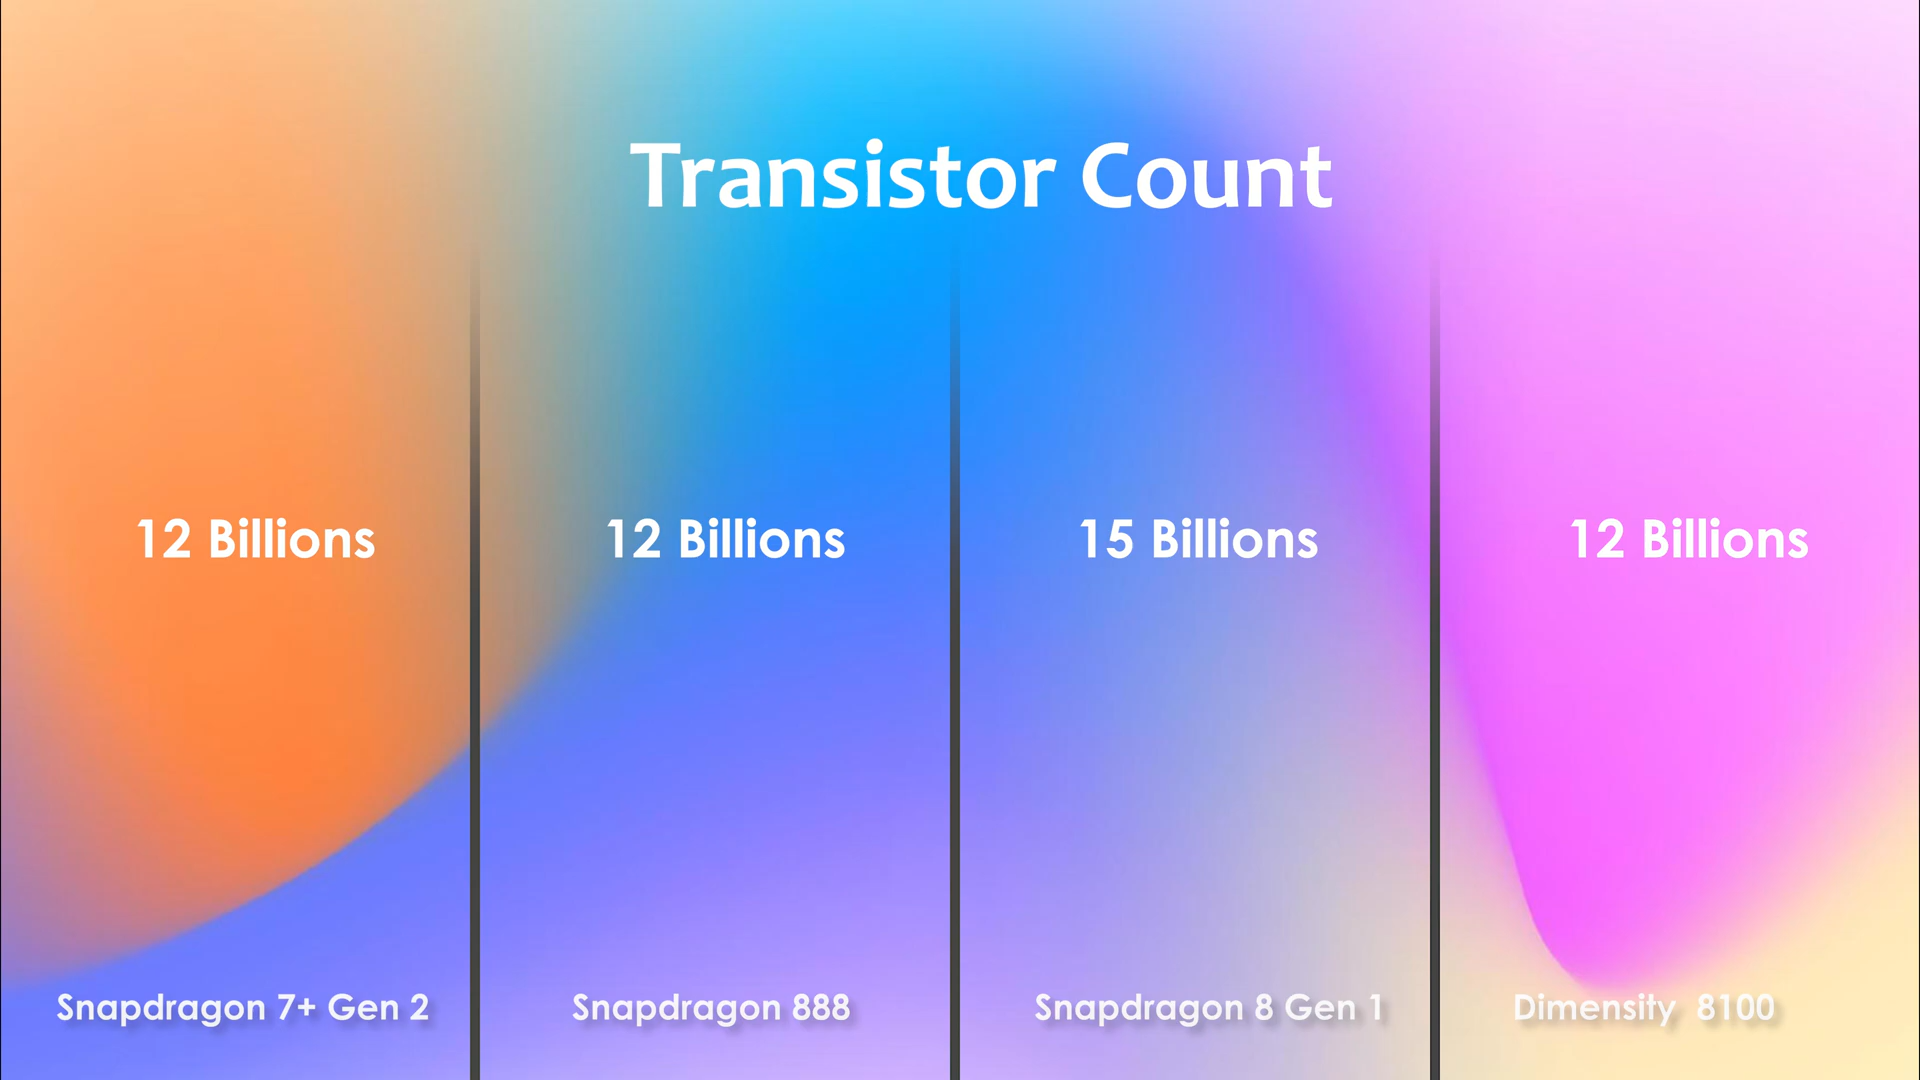 Transistor Count
12 Billions
12 Billions
15 Billions
12 Billions
Snapdragon 7+ Gen 2
Snapdragon 888
Snapdragon 8 Gen 1
Dimensity 8100